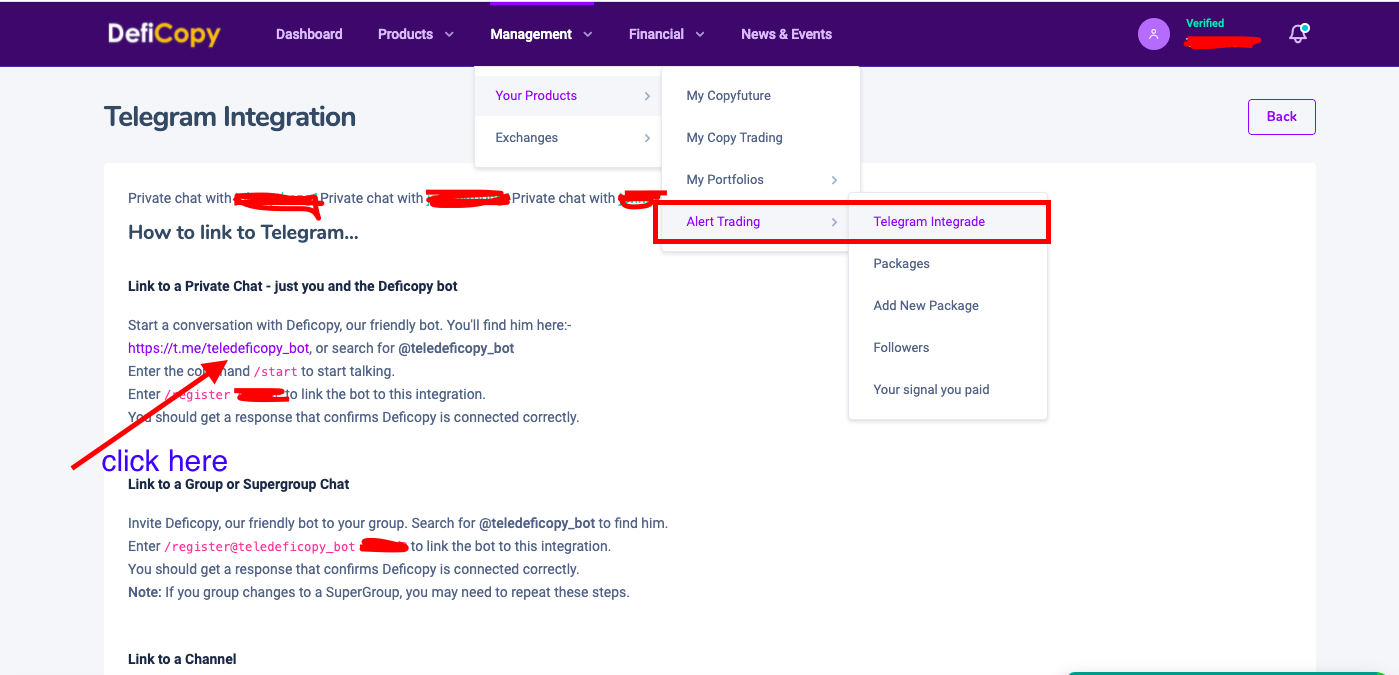 DefiCopy
Dashboard
Products
Management
Financial
News & Events
Verified
Your Products
Exchanges
My Copyfuture
My Copy Trading
My Portfolios
Alert Trading
Telegram Integrade
Packages
Add New Package
Followers
Your signal you paid
Telegram Integration
Back
Private chat with Private chat with Private chat with
How to link to Telegram...
Link to a Private Chat - just you and the Deficopy bot
Start a conversation with Deficopy, our friendly bot. You'll find him here:-
https://t.me/teledeficopy_bot, or search for @teledeficopy_bot
Enter the command /start to start talking.
Enter /register to link the bot to this integration.
You should get a response that confirms Deficopy is connected correctly.
click here
Link to a Group or Supergroup Chat
Invite Deficopy, our friendly bot to your group. Search for @teledeficopy_bot to find him.
Enter /register@teledeficopy_bot to link the bot to this integration.
You should get a response that confirms Deficopy is connected correctly.
Note: If you group changes to a SuperGroup, you may need to repeat these steps.
Link to a Channel